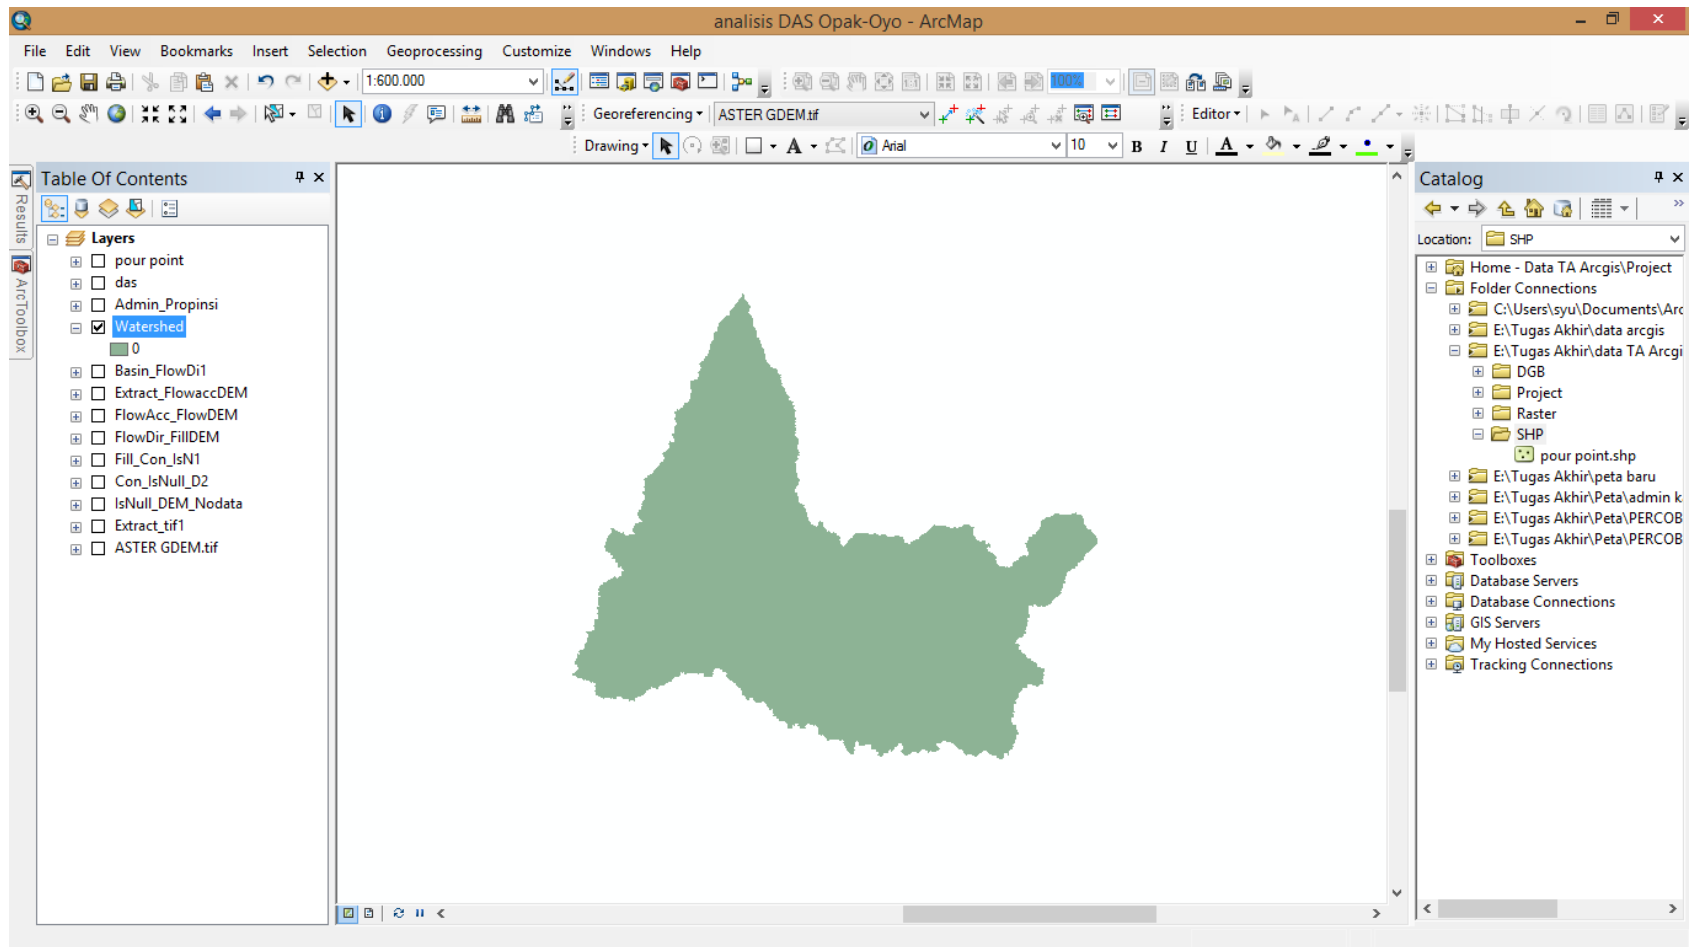 analisis DAS Opak-Oyo - ArcMap
File Edit View Bookmarks Insert Selection Geoprocessing Customize Windows Help
1:600.000 100%
Georeferencing ASTER GDEM.tif Editor
Drawing A Arial 10 B I U A
Results
ArcToolbox
Table Of Contents
Layers
pour point
das
Admin_Propinsi
Watershed
0
Basin_FlowDi1
Extract_FlowaccDEM
FlowAcc_FlowDEM
FlowDir_FillDEM
Fill_Con_IsN1
Con_IsNull_D2
IsNull_DEM_Nodata
Extract_tif1
ASTER GDEM.tif
Catalog
Location: SHP
Home - Data TA Arcgis\Project
Folder Connections
C:\Users\syu\Documents\Arc
E:\Tugas Akhir\data arcgis
E:\Tugas Akhir\data TA Arcgi
DGB
Project
Raster
SHP
pour point.shp
E:\Tugas Akhir\peta baru
E:\Tugas Akhir\Peta\admin k
E:\Tugas Akhir\Peta\PERCOB
E:\Tugas Akhir\Peta\PERCOB
Toolboxes
Database Servers
Database Connections
GIS Servers
My Hosted Services
Tracking Connections